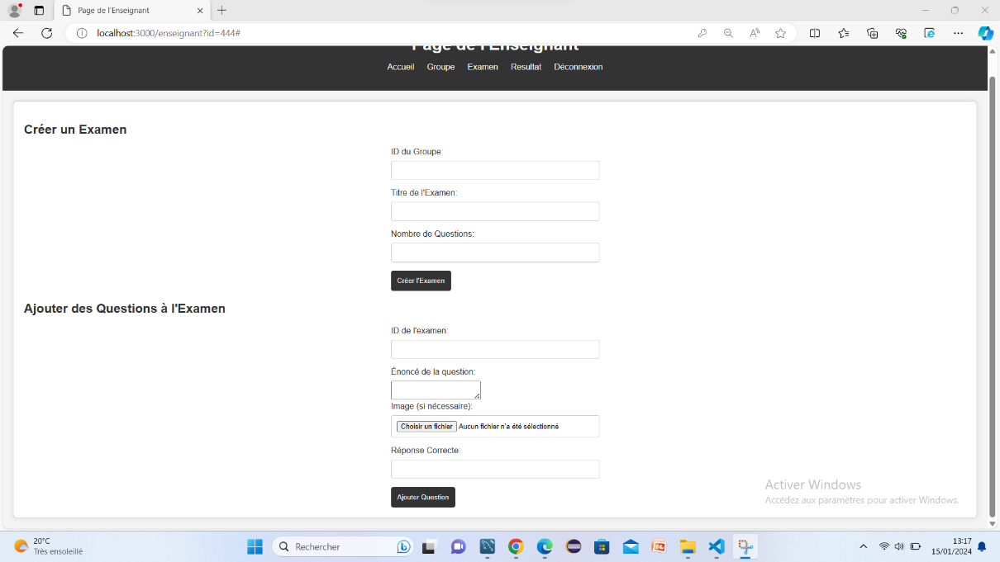 Page de l'Enseignant
localhost:3000/enseignant?id=444#
Page de l'Enseignant
Accueil Groupe Examen Resultat Déconnexion
Créer un Examen
ID du Groupe:
Titre de l'Examen:
Nombre de Questions:
Créer l'Examen
Ajouter des Questions à l'Examen
ID de l'examen:
Énoncé de la question:
Image (si nécessaire):
Choisir un fichier Aucun fichier n'a été sélectionné
Réponse Correcte:
Ajouter Question
Activer Windows
Accédez aux paramètres pour activer Windows.
20°C
Très ensoleillé
Rechercher
13:17
15/01/2024